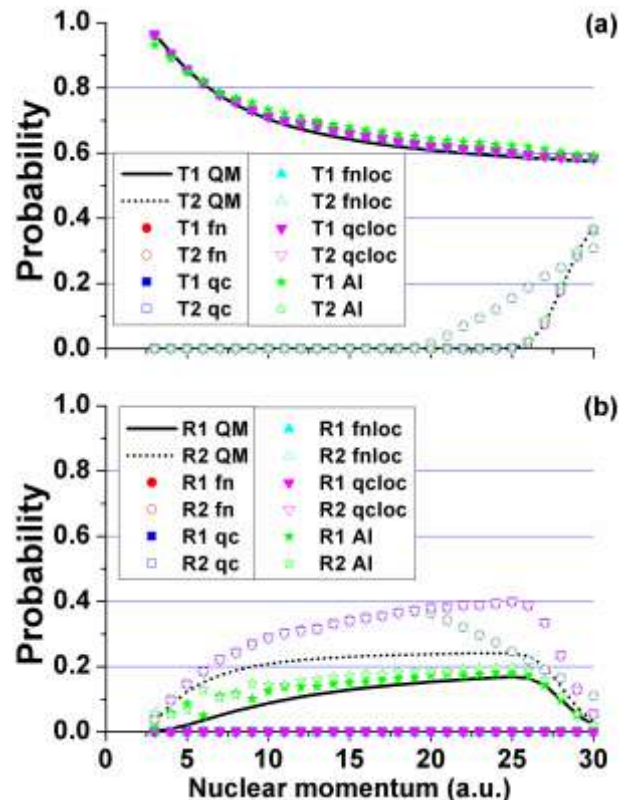 (a)
1.0
0.8
0.6
0.4
0.2
0.0
Probability
T1 QM
T2 QM
T1 fn
T2 fn
T1 qc
T2 qc
T1 fnloc
T2 fnloc
T1 qcloc
T2 qcloc
T1 AI
T2 AI
(b)
1.0
0.8
0.6
0.4
0.2
0.0
Probability
R1 QM
R2 QM
R1 fn
R2 fn
R1 qc
R2 qc
R1 fnloc
R2 fnloc
R1 qcloc
R2 qcloc
R1 AI
R2 AI
0 5 10 15 20 25 30
Nuclear momentum (a.u.)